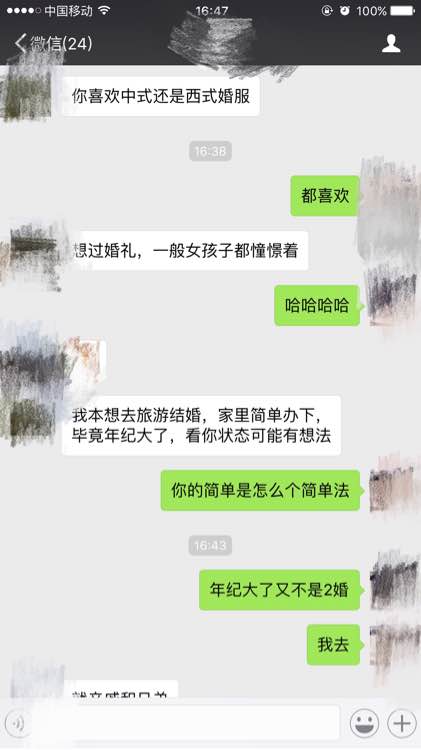 中国移动
16:47
100%
微信(24)
你喜欢中式还是西式婚服
16:38
都喜欢
想过婚礼，一般女孩子都憧憬着
哈哈哈哈
我本想去旅游结婚，家里简单办下，
毕竟年纪大了，看你状态可能有想法
你的简单是怎么个简单法
16:43
年纪大了又不是2婚
我去